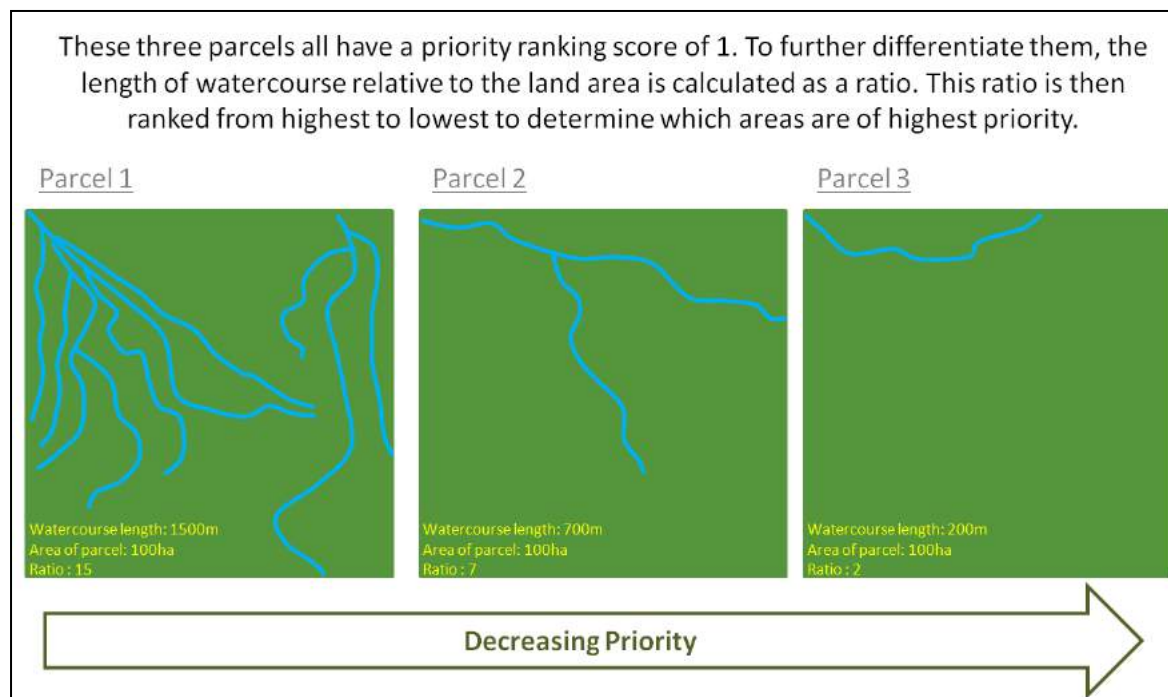 These three parcels all have a priority ranking score of 1. To further differentiate them, the
length of watercourse relative to the land area is calculated as a ratio. This ratio is then
ranked from highest to lowest to determine which areas are of highest priority.
Parcel 1
Parcel 2
Parcel 3
Watercourse length: 1500m
Area of parcel: 100ha
Ratio : 15
Watercourse length: 700m
Area of parcel: 100ha
Ratio : 7
Watercourse length: 200m
Area of parcel: 100ha
Ratio : 2
Decreasing Priority